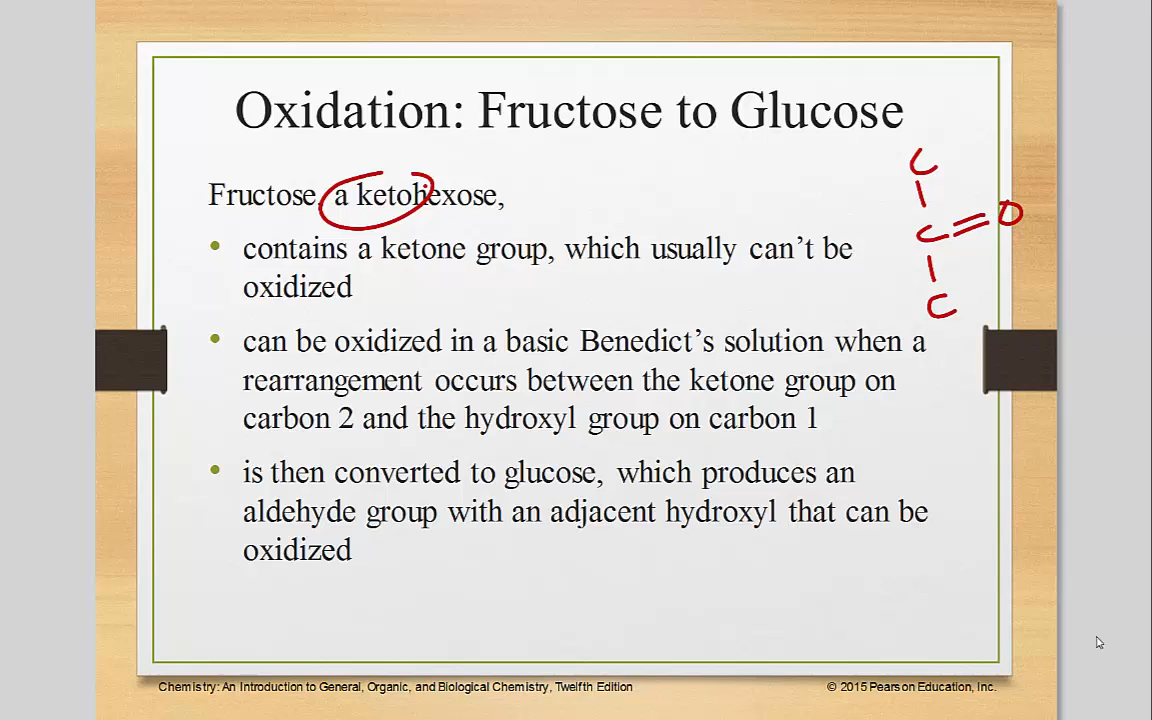 Oxidation: Fructose to Glucose
Fructose, a ketohexose,
• contains a ketone group, which usually can't be
oxidized
• can be oxidized in a basic Benedict's solution when a
rearrangement occurs between the ketone group on
carbon 2 and the hydroxyl group on carbon 1
• is then converted to glucose, which produces an
aldehyde group with an adjacent hydroxyl that can be
oxidized
C
C=O
C
Chemistry: An Introduction to General, Organic, and Biological Chemistry, Twelfth Edition
© 2015 Pearson Education, Inc.